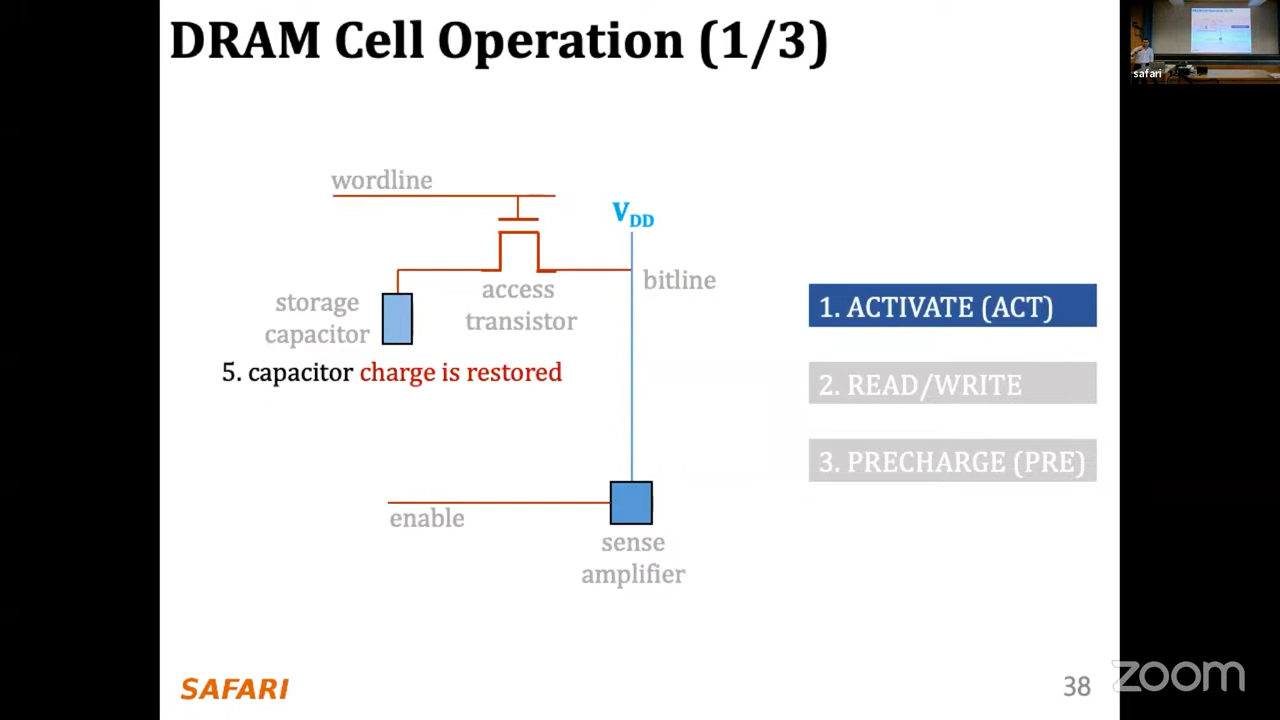 DRAM Cell Operation (1/3)
safari
wordline
VDD
bitline
storage
capacitor
access
transistor
1. ACTIVATE (ACT)
5. capacitor charge is restored
2. READ/WRITE
3. PRECHARGE (PRE)
enable
sense
amplifier
SAFARI
38
zoom